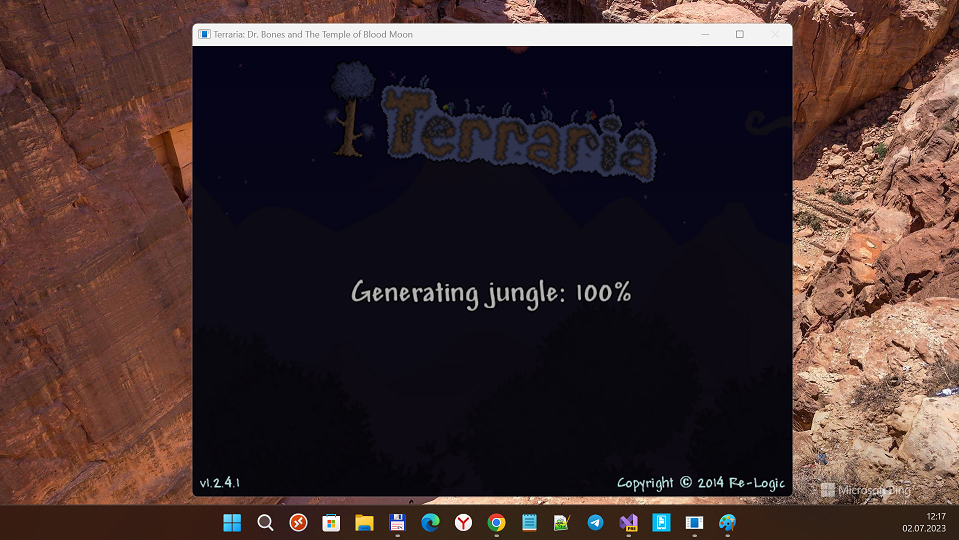 Terraria: Dr. Bones and The Temple of Blood Moon
Terraria
Generating jungle: 100%
v1.2.4.1
Copyright © 2014 Re-Logic
Microsoft Bing
12:17
02.07.2023